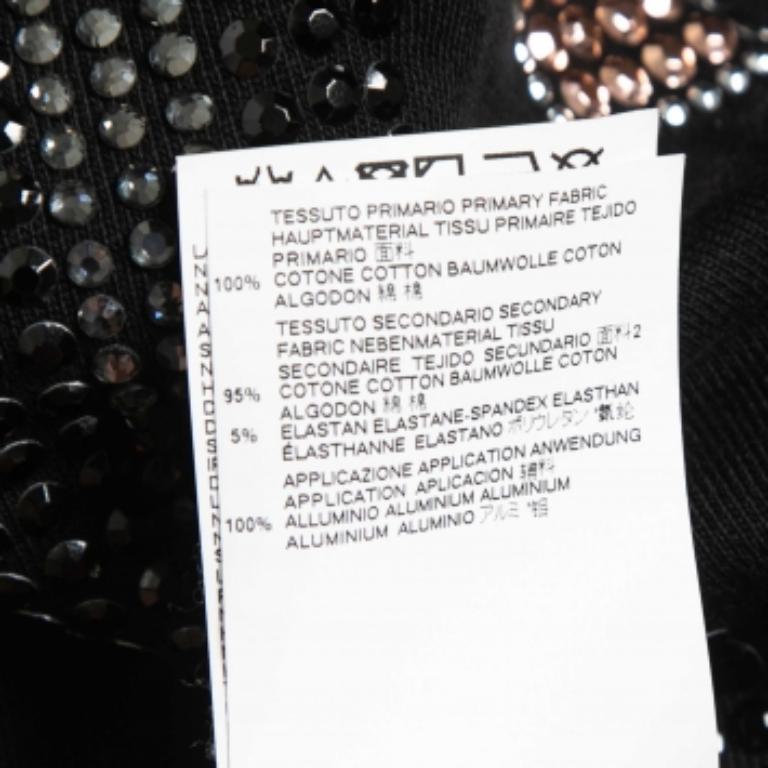 TESSUTO PRIMARIO PRIMARY FABRIC
HAUPTMATERIAL TISSU PRIMAIRE TEJIDO
PRIMARIO 面料
100% COTONE COTTON BAUMWOLLE COTON
ALGODON 綿 棉
TESSUTO SECONDARIO SECONDARY
FABRIC NEBENMATERIAL TISSU
SECONDAIRE TEJIDO SECUNDARIO 面料2
95% COTONE COTTON BAUMWOLLE COTON
ALGODON 綿 棉
5% ELASTAN ELASTANE-SPANDEX ELASTHAN
ÉLASTHANNE ELASTANO ポリウレタン 氨纶
APPLICAZIONE APPLICATION ANWENDUNG
APPLICATION APLICACION 辅料
100% ALLUMINIO ALUMINIUM ALUMINIUM
ALUMINIUM ALUMINIO アルミ 铝